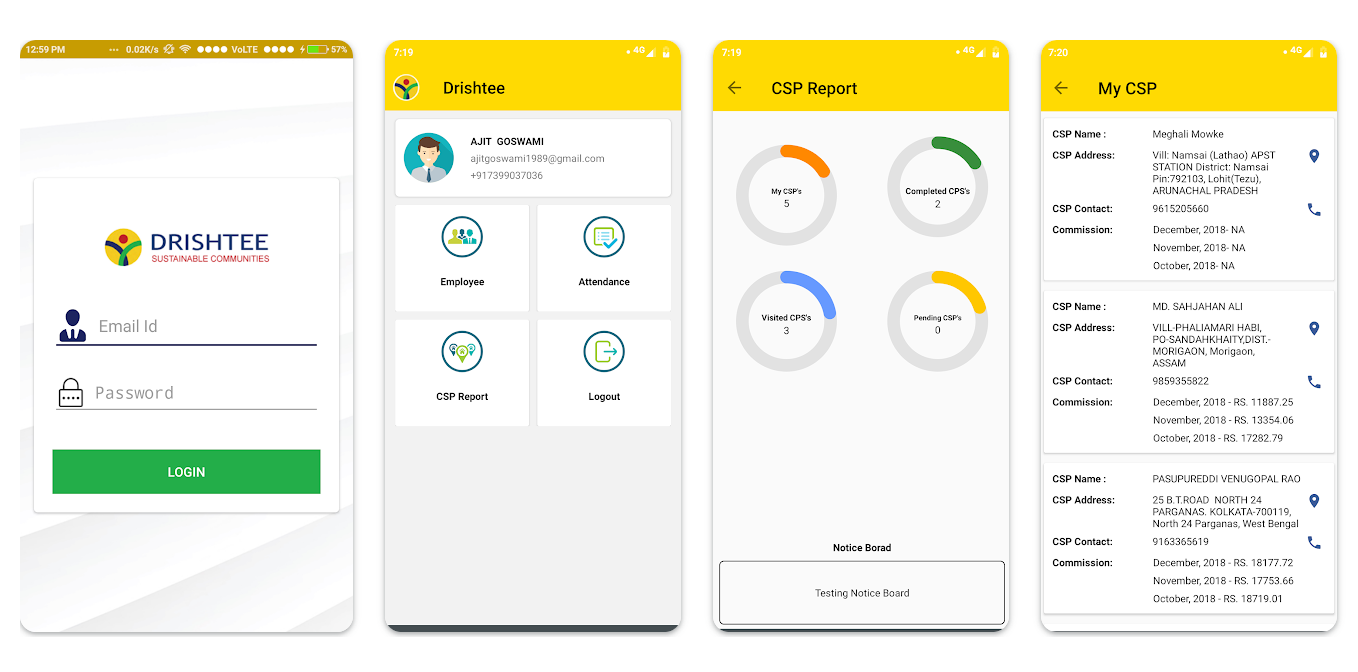 12:59 PM ... 0.02K/s VoLTE 57%
DRISHTEE
SUSTAINABLE COMMUNITIES
Email Id
Password
LOGIN
7:19 4G
Drishtee
AJIT GOSWAMI
ajitgoswami1989@gmail.com
+917399037036
Employee
Attendance
CSP Report
Logout
7:19 4G
CSP Report
My CSP's
5
Completed CPS's
2
Visited CPS's
3
Pending CSP's
0
Notice Borad
Testing Notice Board
7:20 4G
My CSP
CSP Name : Meghali Mowke
CSP Address: Vill: Namsai (Lathao) APST
STATION District: Namsai
Pin:792103, Lohit(Tezu),
ARUNACHAL PRADESH
CSP Contact: 9615205660
Commission: December, 2018- NA
November, 2018- NA
October, 2018- NA
CSP Name : MD. SAHJAHAN ALI
CSP Address: VILL-PHALIAMARI HABI,
PO-SANDAHKHAITY,DIST.-
MORIGAON, Morigaon,
ASSAM
CSP Contact: 9859355822
Commission: December, 2018 - RS. 11887.25
November, 2018 - RS. 13354.06
October, 2018 - RS. 17282.79
CSP Name : PASUPUREDDI VENUGOPAL RAO
CSP Address: 25 B.T.ROAD NORTH 24
PARGANAS. KOLKATA-700119,
North 24 Parganas, West Bengal
CSP Contact: 9163365619
Commission: December, 2018 - RS. 18177.72
November, 2018 - RS. 17753.66
October, 2018 - RS. 18719.01